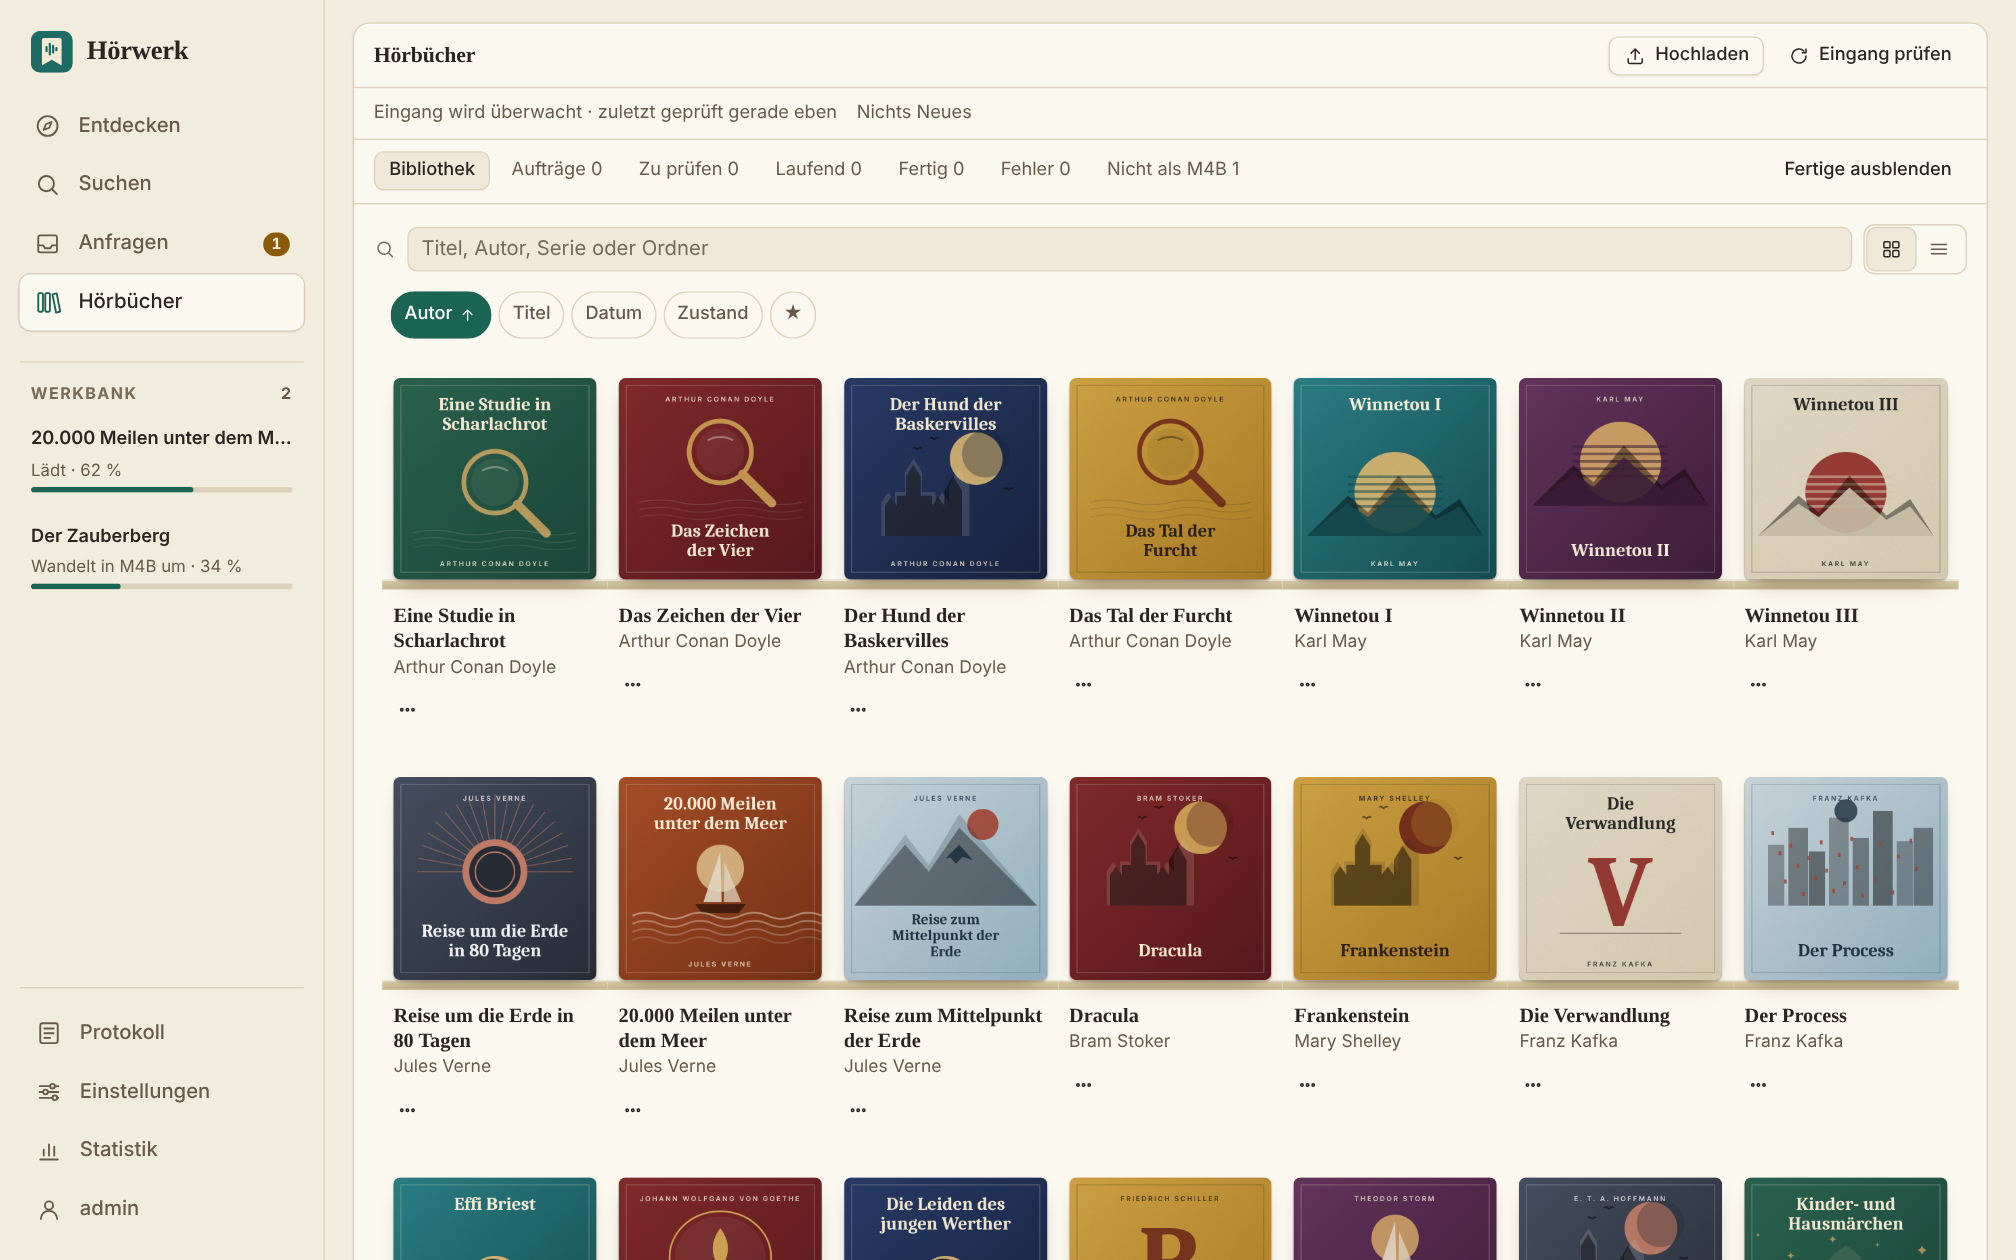 Hörwerk
Entdecken
Suchen
Anfragen 1
Hörbücher
WERKBANK 2
20.000 Meilen unter dem M...
Lädt · 62 %
Der Zauberberg
Wandelt in M4B um · 34 %
Protokoll
Einstellungen
Statistik
admin
Hörbücher
Hochladen
Eingang prüfen
Eingang wird überwacht · zuletzt geprüft gerade eben Nichts Neues
Bibliothek Aufträge 0 Zu prüfen 0 Laufend 0 Fertig 0 Fehler 0 Nicht als M4B 1 Fertige ausblenden
Titel, Autor, Serie oder Ordner
Autor ↑ Titel Datum Zustand ★
Eine Studie in
Scharlachrot
ARTHUR CONAN DOYLE
ARTHUR CONAN DOYLE
Das Zeichen
der Vier
Der Hund der
Baskervilles
ARTHUR CONAN DOYLE
ARTHUR CONAN DOYLE
Das Tal der
Furcht
Winnetou I
KARL MAY
KARL MAY
Winnetou II
Winnetou III
KARL MAY
Eine Studie in
Scharlachrot
Arthur Conan Doyle
Das Zeichen der Vier
Arthur Conan Doyle
Der Hund der
Baskervilles
Arthur Conan Doyle
Das Tal der Furcht
Arthur Conan Doyle
Winnetou I
Karl May
Winnetou II
Karl May
Winnetou III
Karl May
JULES VERNE
Reise um die Erde
in 80 Tagen
20.000 Meilen
unter dem Meer
JULES VERNE
JULES VERNE
Reise zum
Mittelpunkt der
Erde
BRAM STOKER
Dracula
MARY SHELLEY
Frankenstein
Die
Verwandlung
V
FRANZ KAFKA
FRANZ KAFKA
Der Process
Reise um die Erde in
80 Tagen
Jules Verne
20.000 Meilen unter
dem Meer
Jules Verne
Reise zum Mittelpunkt
der Erde
Jules Verne
Dracula
Bram Stoker
Frankenstein
Mary Shelley
Die Verwandlung
Franz Kafka
Der Process
Franz Kafka
Effi Briest
JOHANN WOLFGANG VON GOETHE
Die Leiden des
jungen Werther
FRIEDRICH SCHILLER
R
THEODOR STORM
E. T. A. HOFFMANN
Kinder- und
Hausmärchen